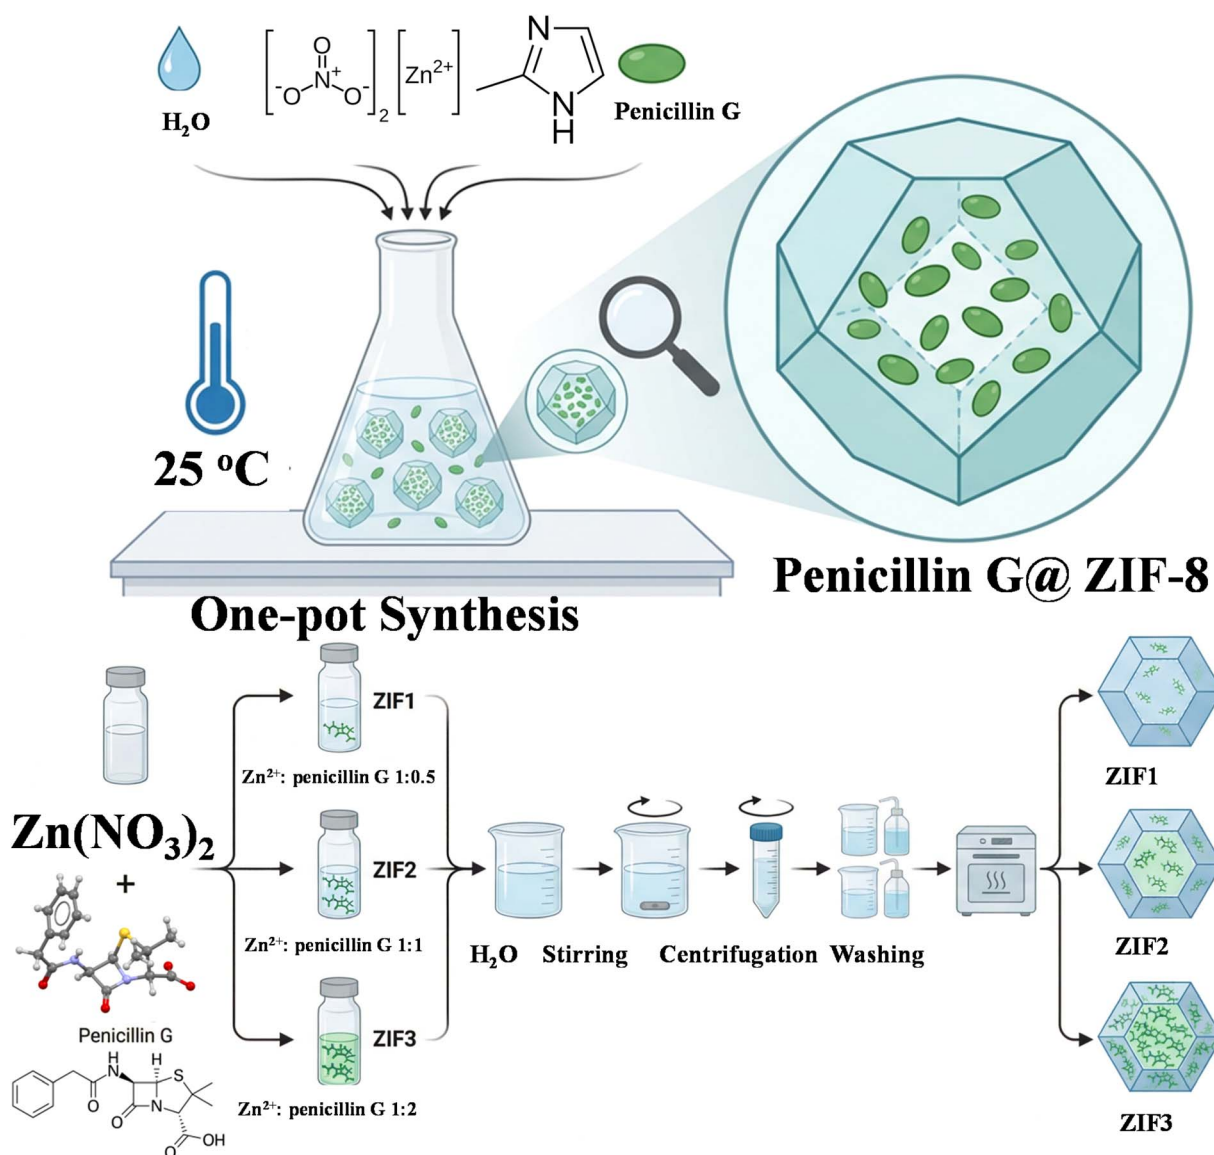 H₂O
[⁻O N⁺ O O⁻]₂ [Zn²⁺]
N
N
H
Penicillin G
25 °C
Penicillin G@ ZIF-8
One-pot Synthesis
ZIF1
Zn²⁺: penicillin G 1:0.5
ZIF1
Zn(NO₃)₂
+
ZIF2
Zn²⁺: penicillin G 1:1
H₂O Stirring Centrifugation Washing
ZIF2
Penicillin G
ZIF3
Zn²⁺: penicillin G 1:2
ZIF3
H
N
H
S
O
O
N
O
OH